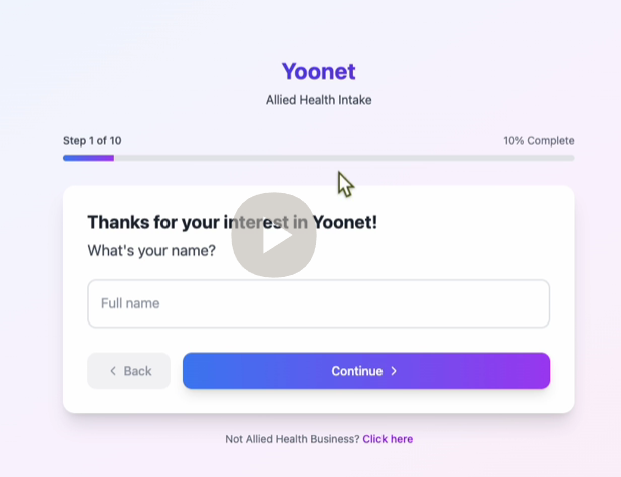 Yoonet
Allied Health Intake
Step 1 of 10
10% Complete
Thanks for your interest in Yoonet!
What's your name?
Full name
Back
Continue
Not Allied Health Business? Click here